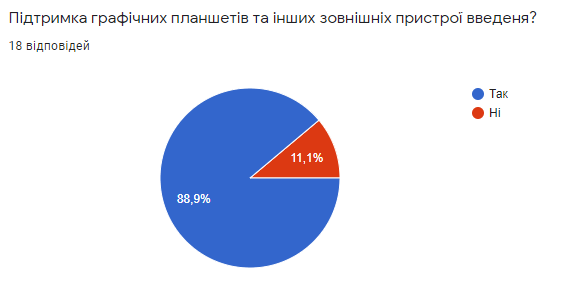 Підтримка графічних планшетів та інших зовнішніх пристрої введеня?
18 відповідей
Так
Ні
11,1%
88,9%